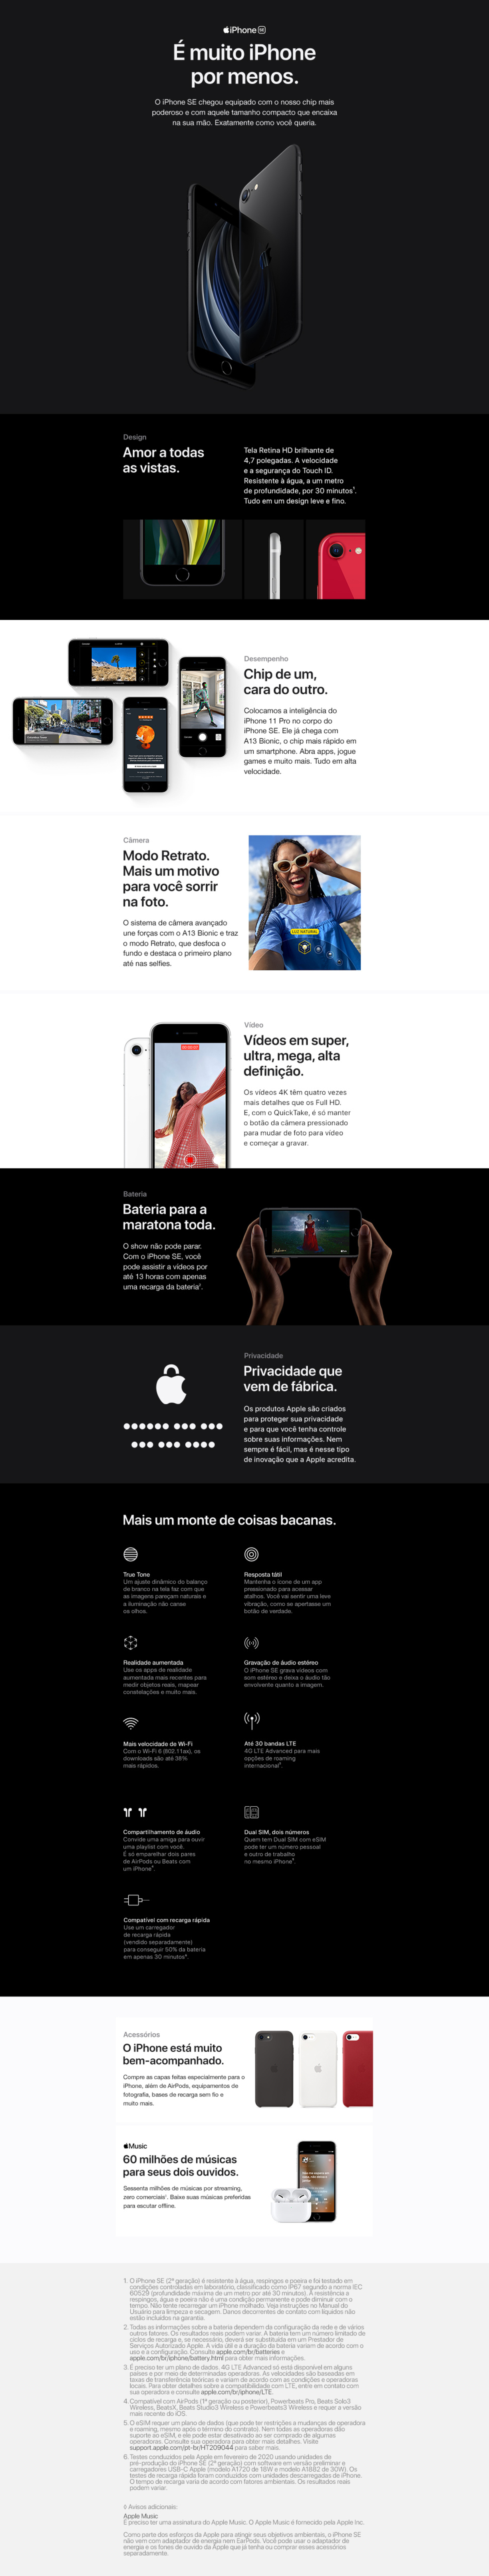 iPhone SE
É muito iPhone
por menos.
O iPhone SE chegou equipado com o nosso chip mais
poderoso e com aquele tamanho compacto que encaixa
na sua mão. Exatamente como você queria.
Design
Amor a todas
as vistas.
Tela Retina HD brilhante de
4,7 polegadas. A velocidade
e a segurança do Touch ID.
Resistente à água, a um metro
de profundidade, por 30 minutos¹.
Tudo em um design leve e fino.
Desempenho
Chip de um,
cara do outro.
Colocamos a inteligência do
iPhone 11 Pro no corpo do
iPhone SE. Ele já chega com
A13 Bionic, o chip mais rápido em
um smartphone. Abra apps, jogue
games e muito mais. Tudo em alta
velocidade.
Câmera
Modo Retrato.
Mais um motivo
para você sorrir
na foto.
O sistema de câmera avançado
une forças com o A13 Bionic e traz
o modo Retrato, que desfoca o
fundo e destaca o primeiro plano
até nas selfies.
LUZ NATURAL
Vídeo
Vídeos em super,
ultra, mega, alta
definição.
Os vídeos 4K têm quatro vezes
mais detalhes que os Full HD.
E, com o QuickTake, é só manter
o botão da câmera pressionado
para mudar de foto para vídeo
e começar a gravar.
Bateria
Bateria para a
maratona toda.
O show não pode parar.
Com o iPhone SE, você
pode assistir a vídeos por
até 13 horas com apenas
uma recarga da bateria².
Privacidade
Privacidade que
vem de fábrica.
Os produtos Apple são criados
para proteger sua privacidade
e para que você tenha controle
sobre suas informações. Nem
sempre é fácil, mas é nesse tipo
de inovação que a Apple acredita.
Mais um monte de coisas bacanas.
True Tone
Um ajuste dinâmico do balanço
de branco na tela faz com que
as imagens pareçam naturais e
a iluminação não canse
os olhos.
Resposta tátil
Mantenha o ícone de um app
pressionado para acessar
atalhos. Você vai sentir uma leve
vibração, como se apertasse um
botão de verdade.
Realidade aumentada
Use os apps de realidade
aumentada mais recentes para
medir objetos reais, mapear
constelações e muito mais.
Gravação de áudio estéreo
O iPhone SE grava vídeos com
som estéreo e deixa o áudio tão
envolvente quanto a imagem.
Mais velocidade de Wi-Fi
Com o Wi-Fi 6 (802.11ax), os
downloads são até 38%
mais rápidos.
Até 30 bandas LTE
4G LTE Advanced para mais
opções de roaming
internacional³.
Compartilhamento de áudio
Convide uma amiga para ouvir
uma playlist com você.
É só emparelhar dois pares
de AirPods ou Beats com
um iPhone⁴.
Dual SIM, dois números
Quem tem Dual SIM com eSIM
pode ter um número pessoal
e outro de trabalho
no mesmo iPhone⁵.
Compatível com recarga rápida
Use um carregador
de recarga rápida
(vendido separadamente)
para conseguir 50% da bateria
em apenas 30 minutos⁶.
Acessórios
O iPhone está muito
bem-acompanhado.
Compre as capas feitas especialmente para o
iPhone, além de AirPods, equipamentos de
fotografia, bases de recarga sem fio e
muito mais.
Music
60 milhões de músicas
para seus dois ouvidos.
Sessenta milhões de músicas por streaming,
zero comerciais◊. Baixe suas músicas preferidas
para escutar offline.
1. O iPhone SE (2ª geração) é resistente à água, respingos e poeira e foi testado em
condições controladas em laboratório, classificado como IP67 segundo a norma IEC
60529 (profundidade máxima de um metro por até 30 minutos). A resistência a
respingos, água e poeira não é uma condição permanente e pode diminuir com o
tempo. Não tente recarregar um iPhone molhado. Veja instruções no Manual do
Usuário para limpeza e secagem. Danos decorrentes de contato com líquidos não
estão incluídos na garantia.
2. Todas as informações sobre a bateria dependem da configuração da rede e de vários
outros fatores. Os resultados reais podem variar. A bateria tem um número limitado de
ciclos de recarga e, se necessário, deverá ser substituída em um Prestador de
Serviços Autorizado Apple. A vida útil e a duração da bateria variam de acordo com o
uso e a configuração. Consulte apple.com/br/batteries e
apple.com/br/iphone/battery.html para obter mais informações.
3. É preciso ter um plano de dados. 4G LTE Advanced só está disponível em alguns
países e por meio de determinadas operadoras. As velocidades são baseadas em
taxas de transferência teóricas e variam de acordo com as condições e operadoras
locais. Para obter detalhes sobre a compatibilidade com LTE, entre em contato com
sua operadora e consulte apple.com/br/iphone/LTE.
4. Compatível com AirPods (1ª geração ou posterior), Powerbeats Pro, Beats Solo3
Wireless, BeatsX, Beats Studio3 Wireless e Powerbeats3 Wireless e requer a versão
mais recente do iOS.
5. O eSIM requer um plano de dados (que pode ter restrições a mudanças de operadora
e roaming, mesmo após o término do contrato). Nem todas as operadoras dão
suporte ao eSIM, e ele pode estar desativado ao ser comprado de algumas
operadoras. Consulte sua operadora para obter mais detalhes. Visite
support.apple.com/pt-br/HT209044 para saber mais.
6. Testes conduzidos pela Apple em fevereiro de 2020 usando unidades de
pré-produção do iPhone SE (2ª geração) com software em versão preliminar e
carregadores USB-C Apple (modelo A1720 de 18W e modelo A1882 de 30W). Os
testes de recarga rápida foram conduzidos com unidades descarregadas de iPhone.
O tempo de recarga varia de acordo com fatores ambientais. Os resultados reais
podem variar.
◊ Avisos adicionais:
Apple Music
É preciso ter uma assinatura do Apple Music. O Apple Music é fornecido pela Apple Inc.
Como parte dos esforços da Apple para atingir seus objetivos ambientais, o iPhone SE
não vem com adaptador de energia nem EarPods. Você pode usar o adaptador de
energia e os fones de ouvido da Apple que já tenha ou comprar esses acessórios
separadamente.